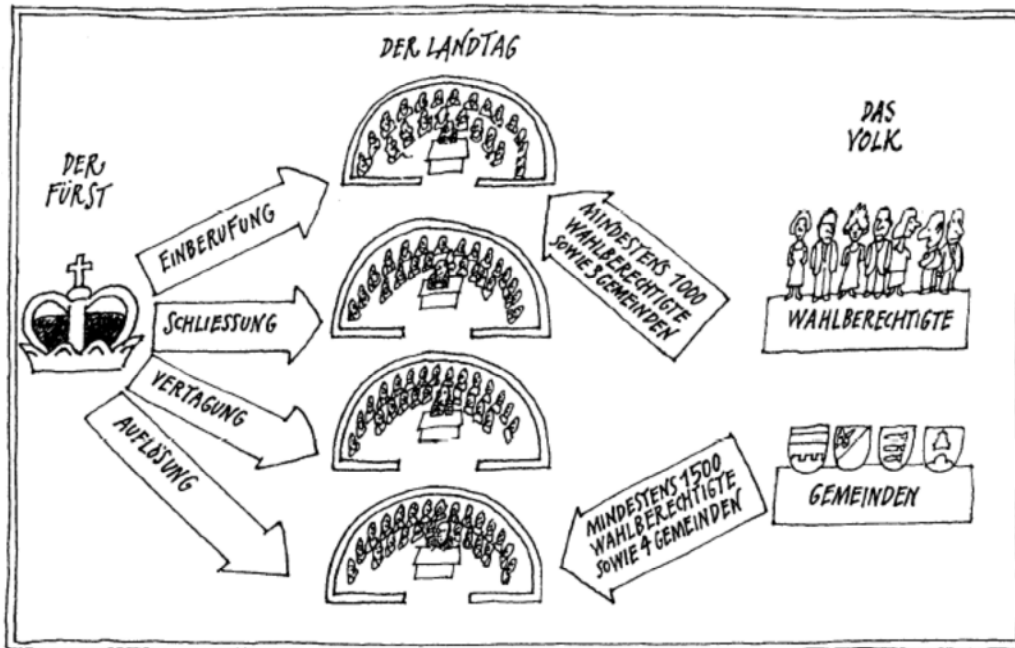 DER LANDTAG
DAS
VOLK
DER
FÜRST
EINBERUFUNG
MINDESTENS 1000
WAHLBERECHTIGTE
SOWIE 3 GEMEINDEN
SCHLIESSUNG
WAHLBERECHTIGTE
VERTAGUNG
AUFLÖSUNG
MINDESTENS 1500
WAHLBERECHTIGTE
SOWIE 4 GEMEINDEN
GEMEINDEN